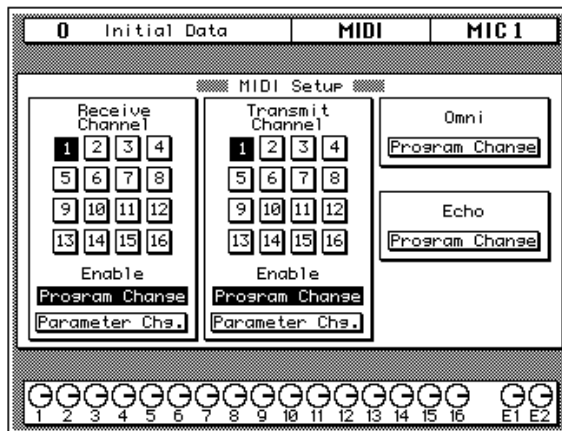 0 Initial Data MIDI MIC 1
MIDI Setup
Receive Channel
1 2 3 4
5 6 7 8
9 10 11 12
13 14 15 16
Enable
Program Change
Parameter Chg.
Transmit Channel
1 2 3 4
5 6 7 8
9 10 11 12
13 14 15 16
Enable
Program Change
Parameter Chg.
Omni
Program Change
Echo
Program Change
1 2 3 4 5 6 7 8 9 10 11 12 13 14 15 16 E1 E2